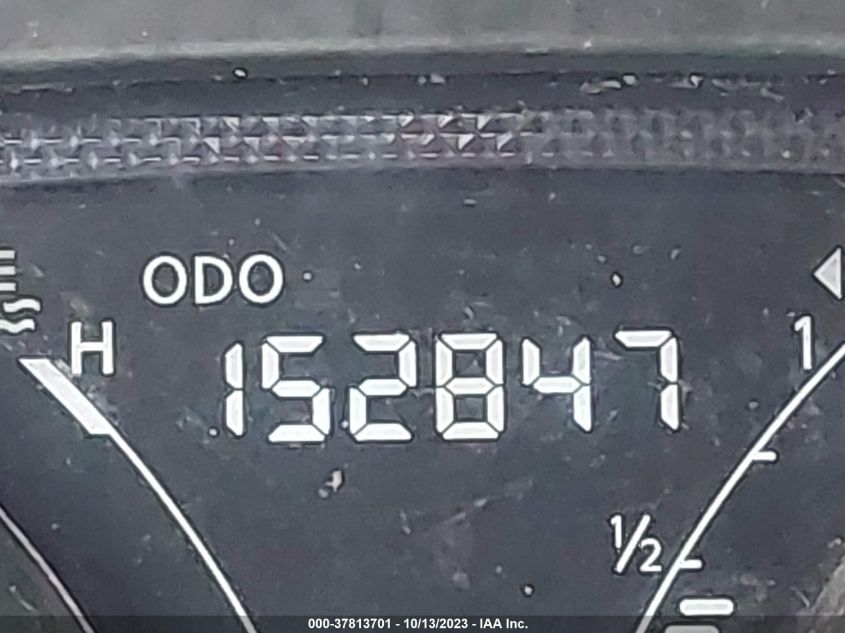 ODO
H
152847
1
1/2
000-37813701 - 10/13/2023 - IAA Inc.